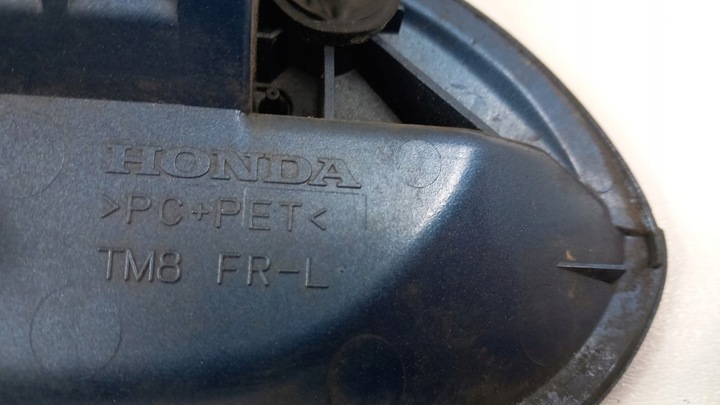 HONDA
>PC+PET<
TM8 FR-L